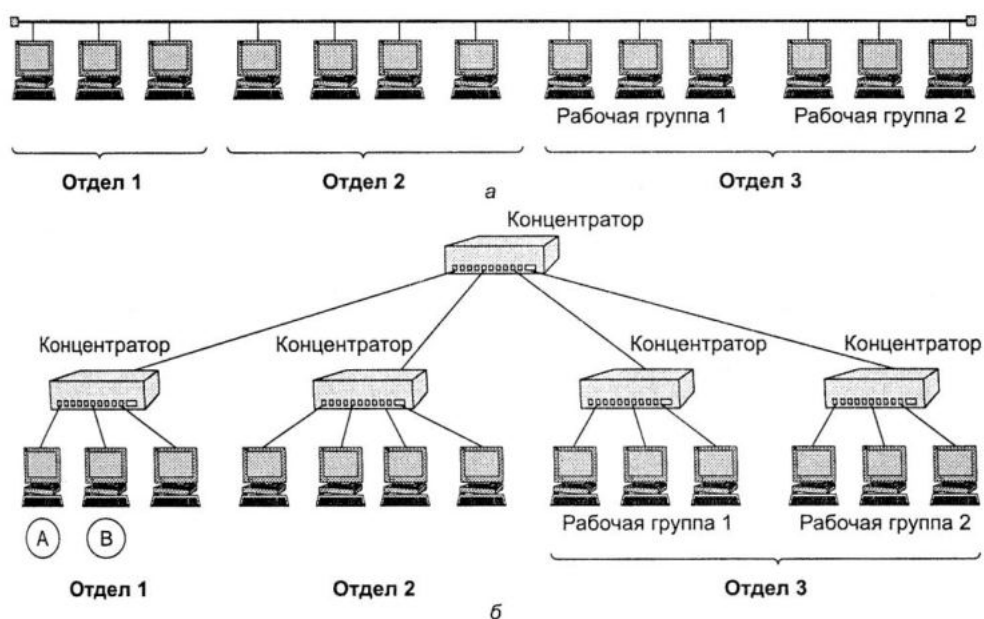 Рабочая группа 1 Рабочая группа 2
Отдел 1 Отдел 2 Отдел 3
а
Концентратор
Концентратор Концентратор Концентратор Концентратор
Рабочая группа 1 Рабочая группа 2
А В
Отдел 1 Отдел 2 Отдел 3
б